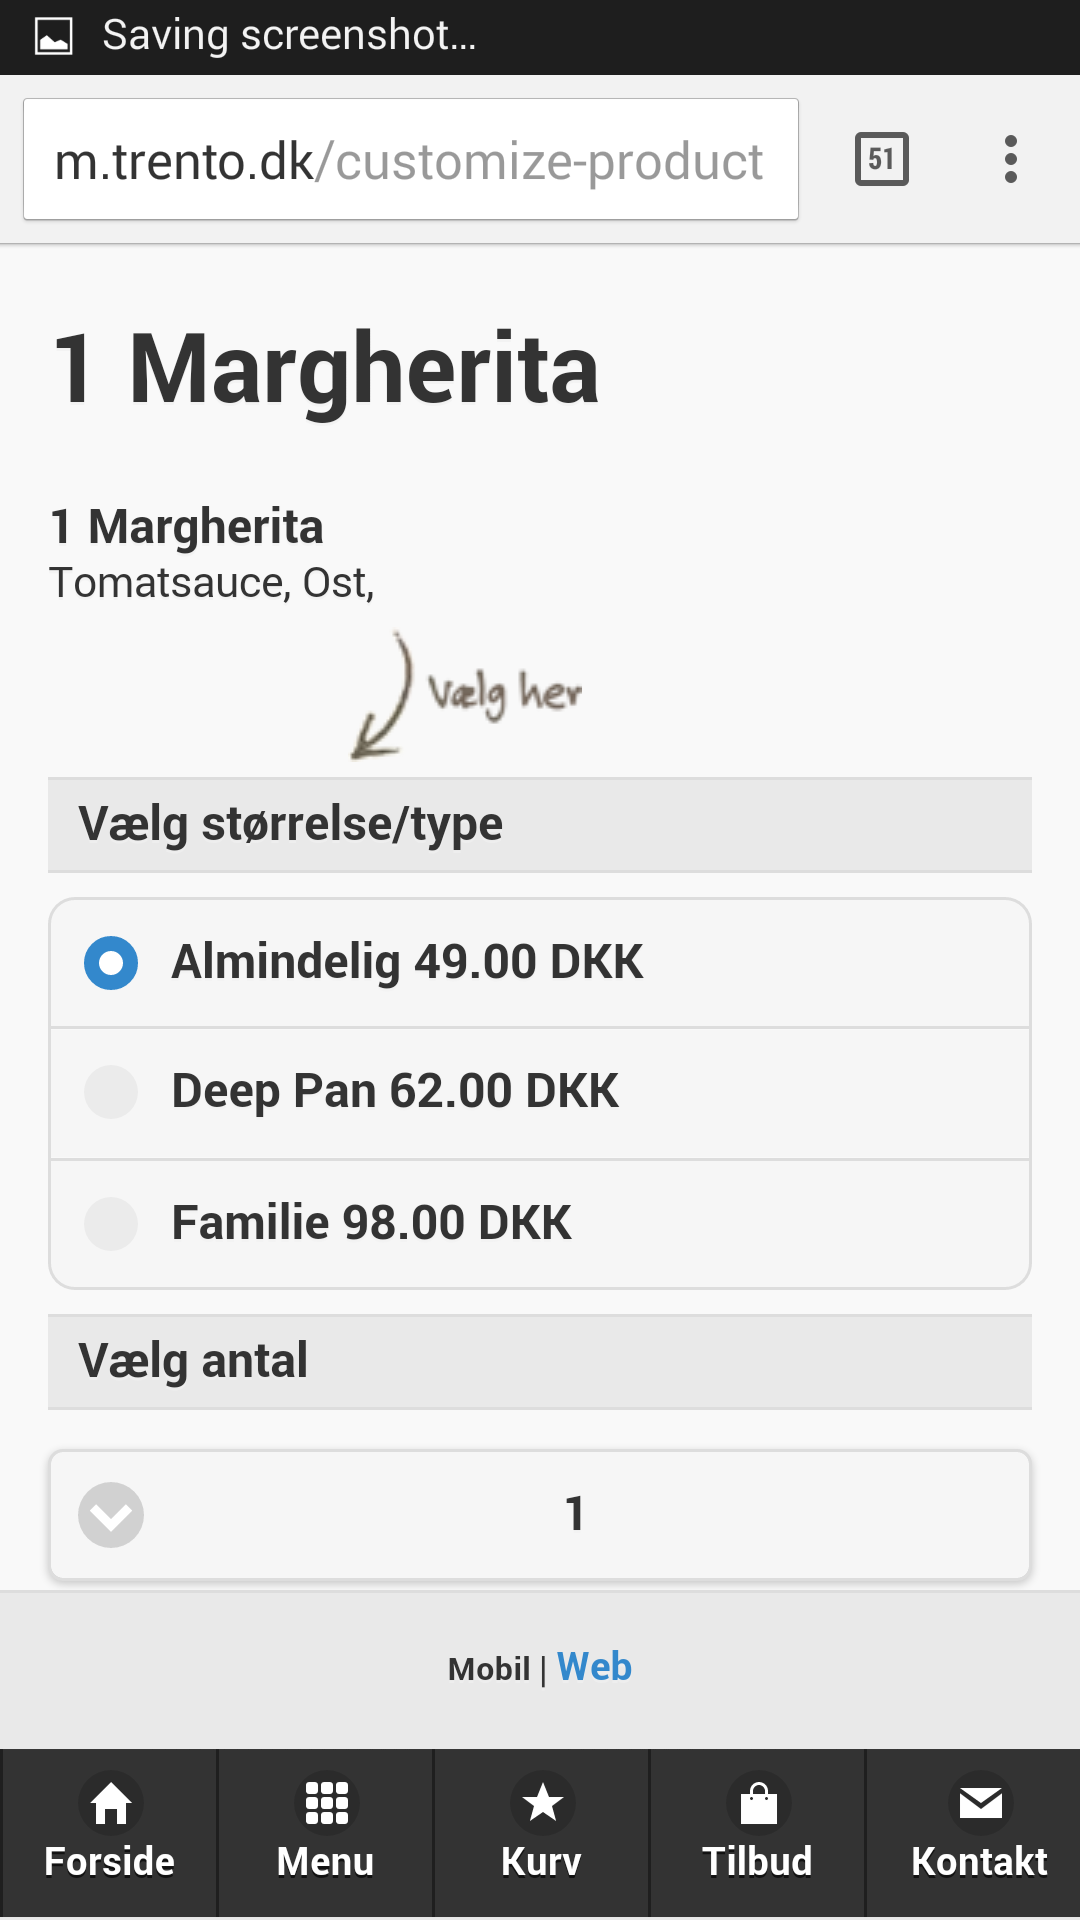 Saving screenshot...
m.trento.dk/customize-product
51
1 Margherita
1 Margherita
Tomatsauce, Ost,
Vælg her
Vælg størrelse/type
Almindelig 49.00 DKK
Deep Pan 62.00 DKK
Familie 98.00 DKK
Vælg antal
1
Mobil | Web
Forside Menu Kurv Tilbud Kontakt